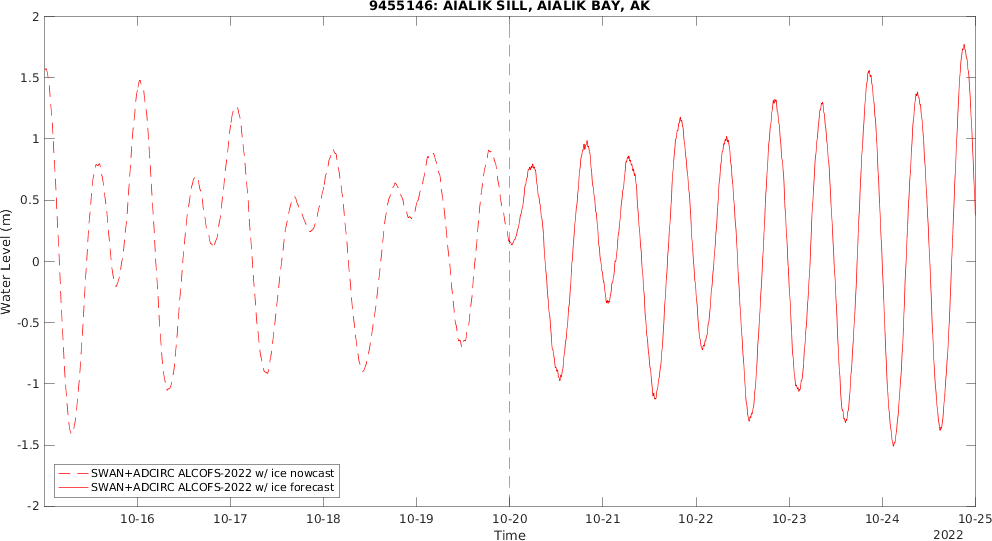 9455146: AIALIK SILL, AIALIK BAY, AK
2
1.5
1
0.5
0
-0.5
-1
-1.5
-2
Water Level (m)
SWAN+ADCIRC ALCOFS-2022 w/ ice nowcast
SWAN+ADCIRC ALCOFS-2022 w/ ice forecast
10-16 10-17 10-18 10-19 10-20 10-21 10-22 10-23 10-24 10-25
Time
2022